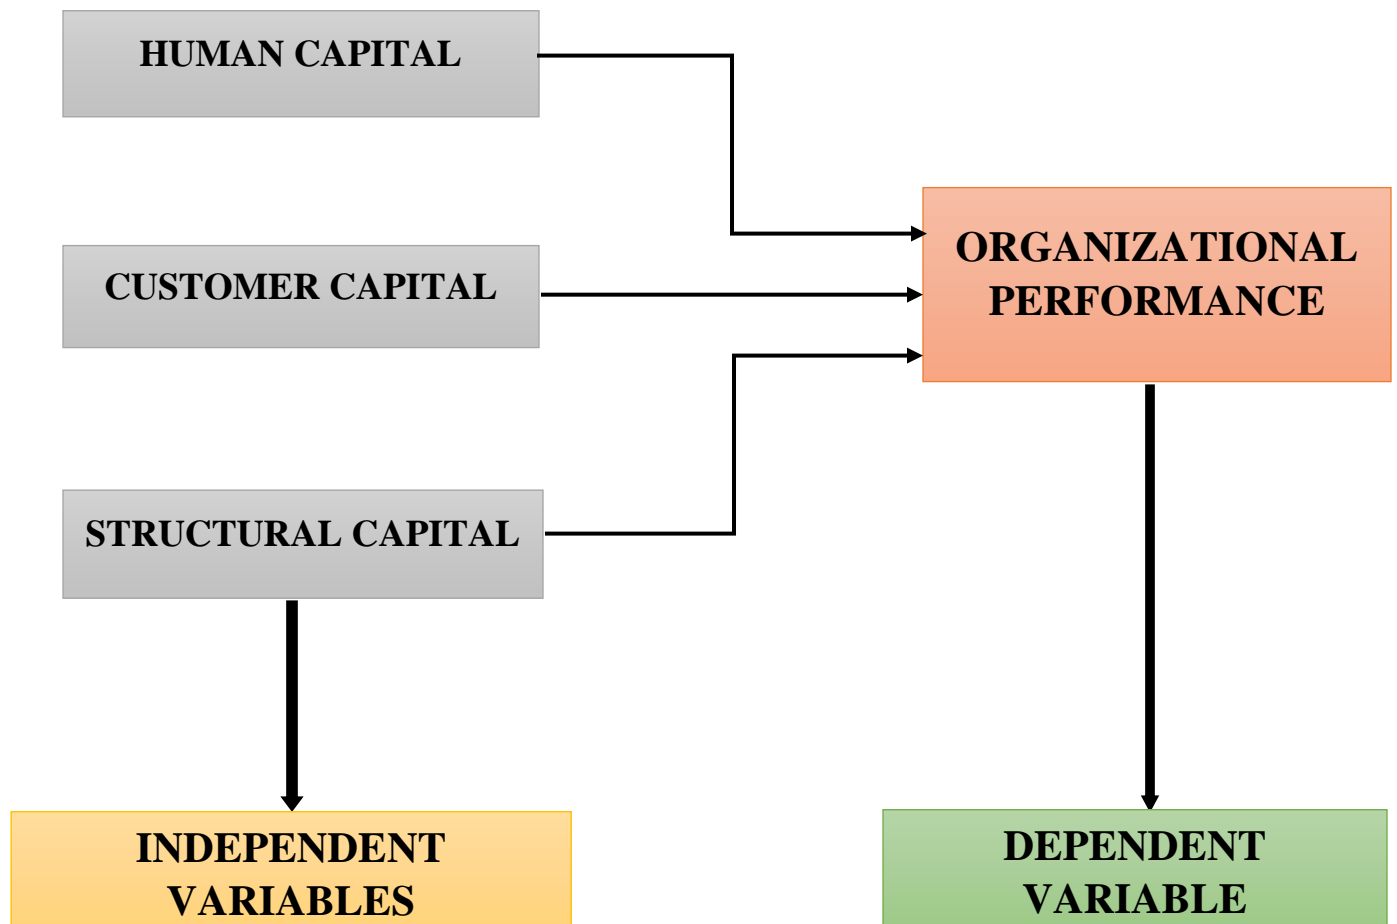 HUMAN CAPITAL
CUSTOMER CAPITAL
ORGANIZATIONAL
PERFORMANCE
STRUCTURAL CAPITAL
INDEPENDENT
VARIABLES
DEPENDENT
VARIABLE